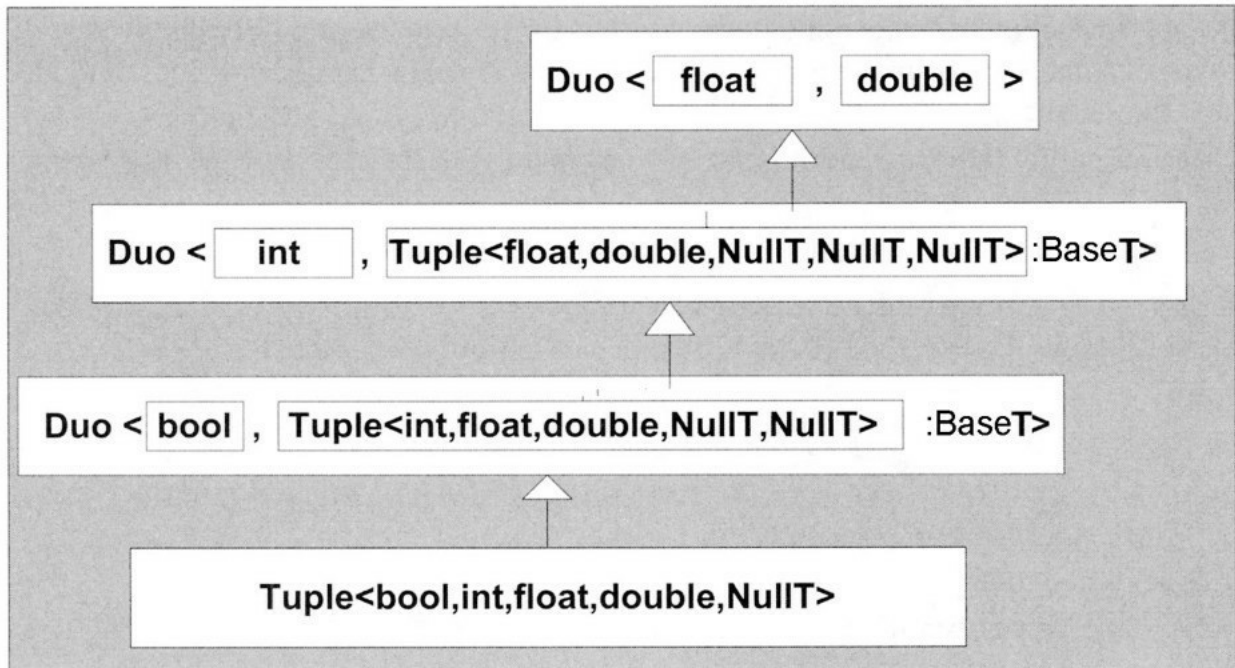 Duo < float , double >
Duo < int , Tuple<float,double,NullT,NullT,NullT> :BaseT>
Duo < bool , Tuple<int,float,double,NullT,NullT> :BaseT>
Tuple<bool,int,float,double,NullT>